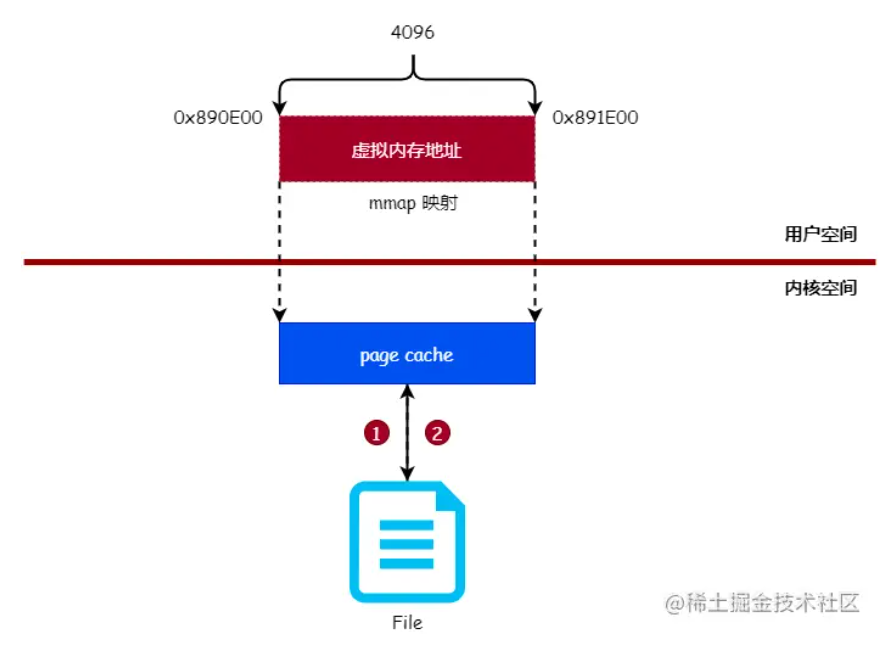 4096
0x890E00
0x891E00
虚拟内存地址
mmap 映射
用户空间
内核空间
page cache
1
2
File
@稀土掘金技术社区